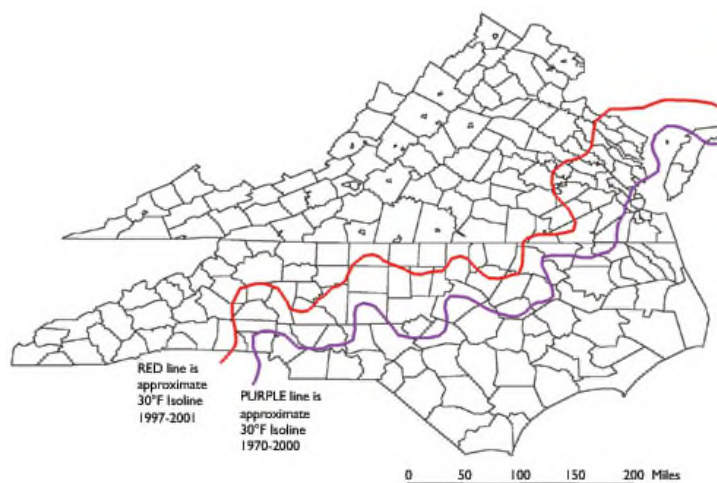 RED line is
approximate
30°F Isoline
1997-2001
PURPLE line is
approximate
30°F Isoline
1970-2000
0 50 100 150 200 Miles